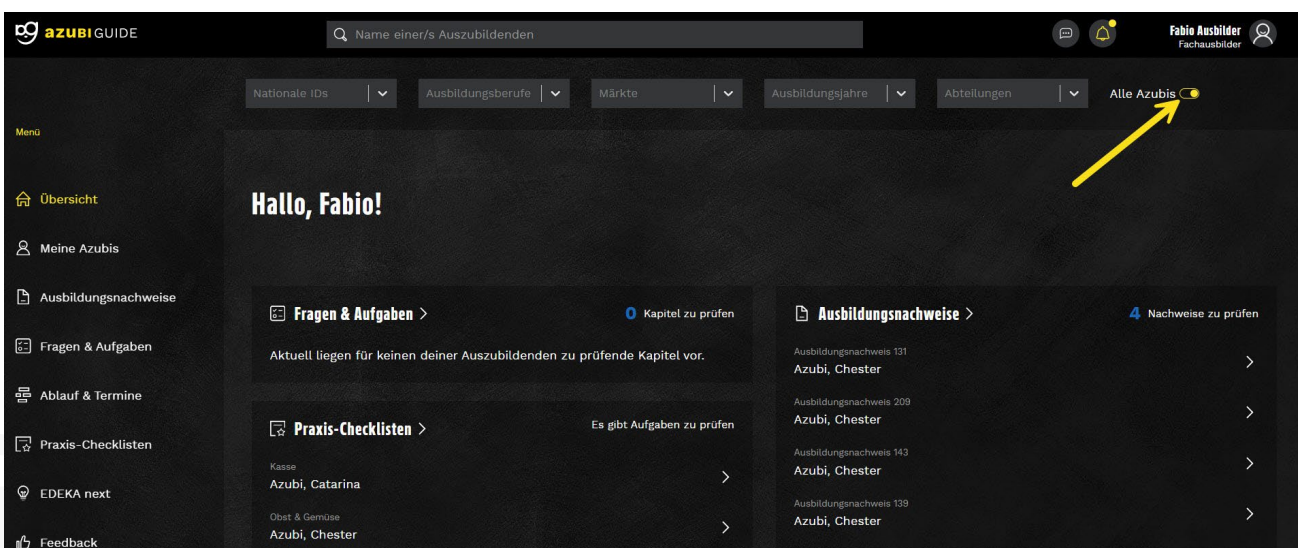 azubiGUIDE
Name einer/s Auszubildenden
Fabio Ausbilder
Fachausbilder
Nationale IDs
Ausbildungsberufe
Märkte
Ausbildungsjahre
Abteilungen
Alle Azubis
Menü
Übersicht
Meine Azubis
Ausbildungsnachweise
Fragen & Aufgaben
Ablauf & Termine
Praxis-Checklisten
EDEKA next
Feedback
Hallo, Fabio!
Fragen & Aufgaben >
0 Kapitel zu prüfen
Aktuell liegen für keinen deiner Auszubildenden zu prüfende Kapitel vor.
Praxis-Checklisten >
Es gibt Aufgaben zu prüfen
Kasse
Azubi, Catarina
Obst & Gemüse
Azubi, Chester
Ausbildungsnachweise >
4 Nachweise zu prüfen
Ausbildungsnachweis 131
Azubi, Chester
Ausbildungsnachweis 209
Azubi, Chester
Ausbildungsnachweis 143
Azubi, Chester
Ausbildungsnachweis 139
Azubi, Chester